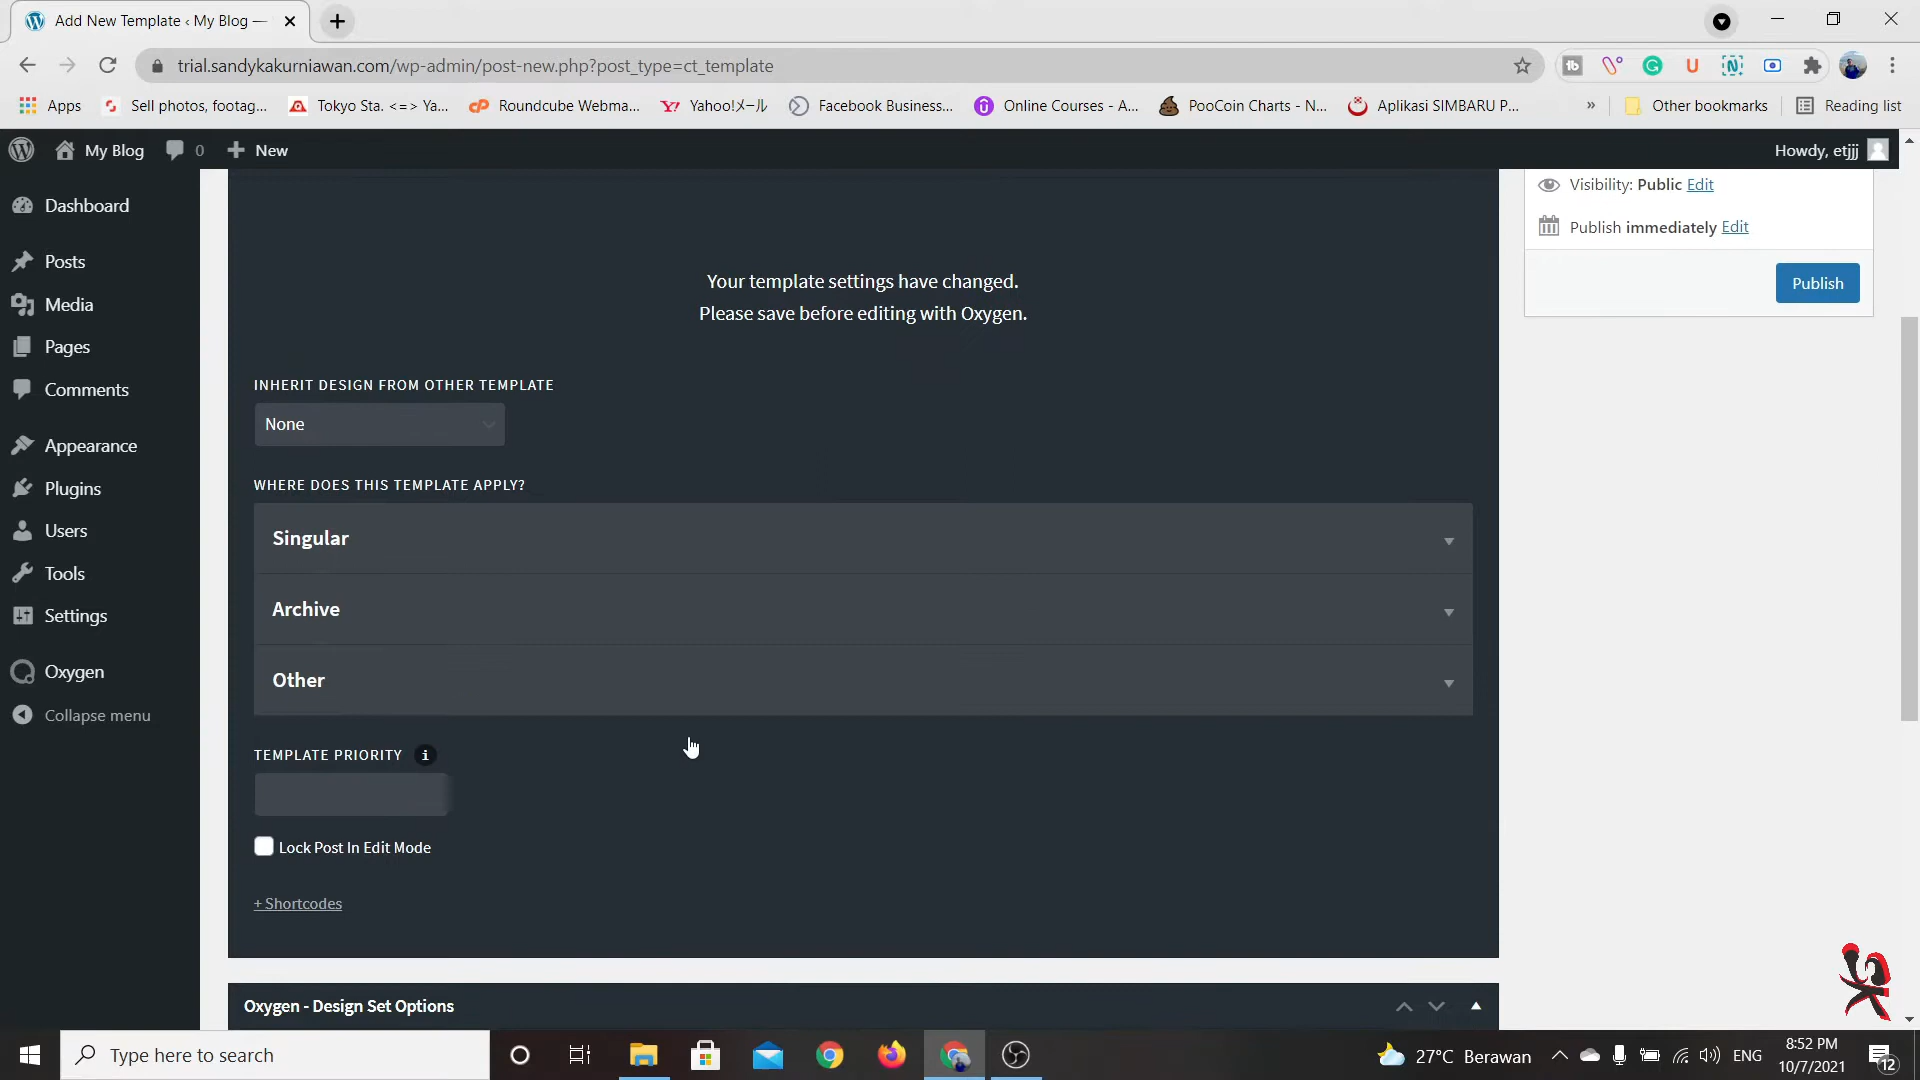 Add New Template ‹ My Blog —
trial.sandykakurniawan.com/wp-admin/post-new.php?post_type=ct_template
Apps
Sell photos, footag...
Tokyo Sta. <=> Ya...
Roundcube Webma...
Yahoo!メール
Facebook Business...
Online Courses - A...
PooCoin Charts - N...
Aplikasi SIMBARU P...
»
Other bookmarks
Reading list
My Blog
0
New
Howdy, etjjj
Dashboard
Posts
Media
Pages
Comments
Appearance
Plugins
Users
Tools
Settings
Oxygen
Collapse menu
Your template settings have changed.
Please save before editing with Oxygen.
INHERIT DESIGN FROM OTHER TEMPLATE
None
WHERE DOES THIS TEMPLATE APPLY?
Singular
Archive
Other
TEMPLATE PRIORITY i
Lock Post In Edit Mode
+ Shortcodes
Oxygen - Design Set Options
Visibility: Public Edit
Publish immediately Edit
Publish
Type here to search
27°C Berawan
ENG
8:52 PM
10/7/2021
12